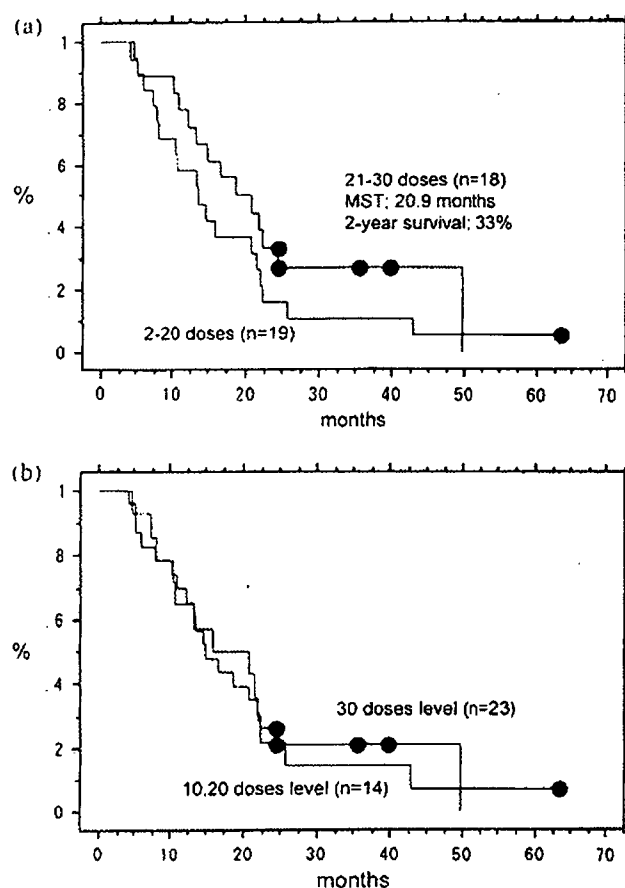 (a)
1
.8
.6
%
.4
.2
0
21-30 doses (n=18)
MST; 20.9 months
2-year survival; 33%
2-20 doses (n=19)
0 10 20 30 40 50 60 70
months
(b)
1
.8
.6
%
.4
.2
0
30 doses level (n=23)
10.20 doses level (n=14)
0 10 20 30 40 50 60 70
months